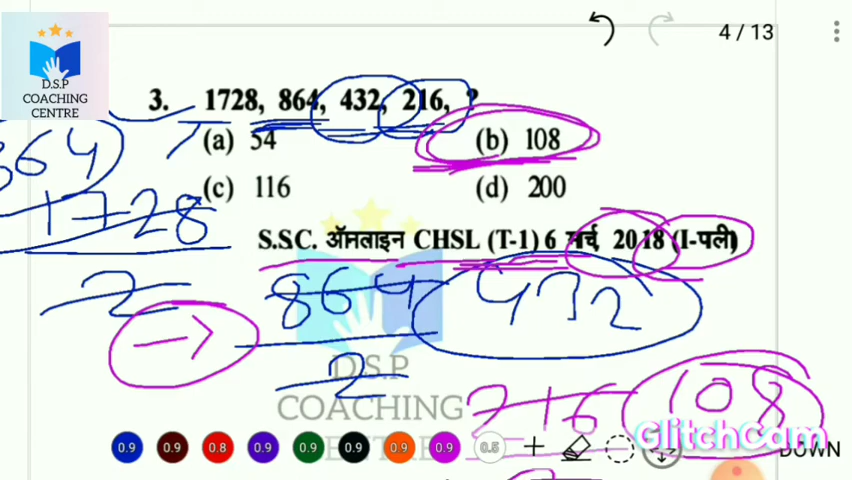 4 / 13
D.S.P
COACHING
CENTRE
3. 1728, 864, 432, 216, ?
(a) 54 (b) 108
(c) 116 (d) 200
S.S.C. ऑनलाइन CHSL (T-1) 6 मार्च, 2018 (I-पाली)
864
1728
2
864 432
2
D.S.P
COACHING
216 108
GlitchCam
DOWN
0.9 0.9 0.8 0.9 0.9 0.9 0.9 0.9 0.5